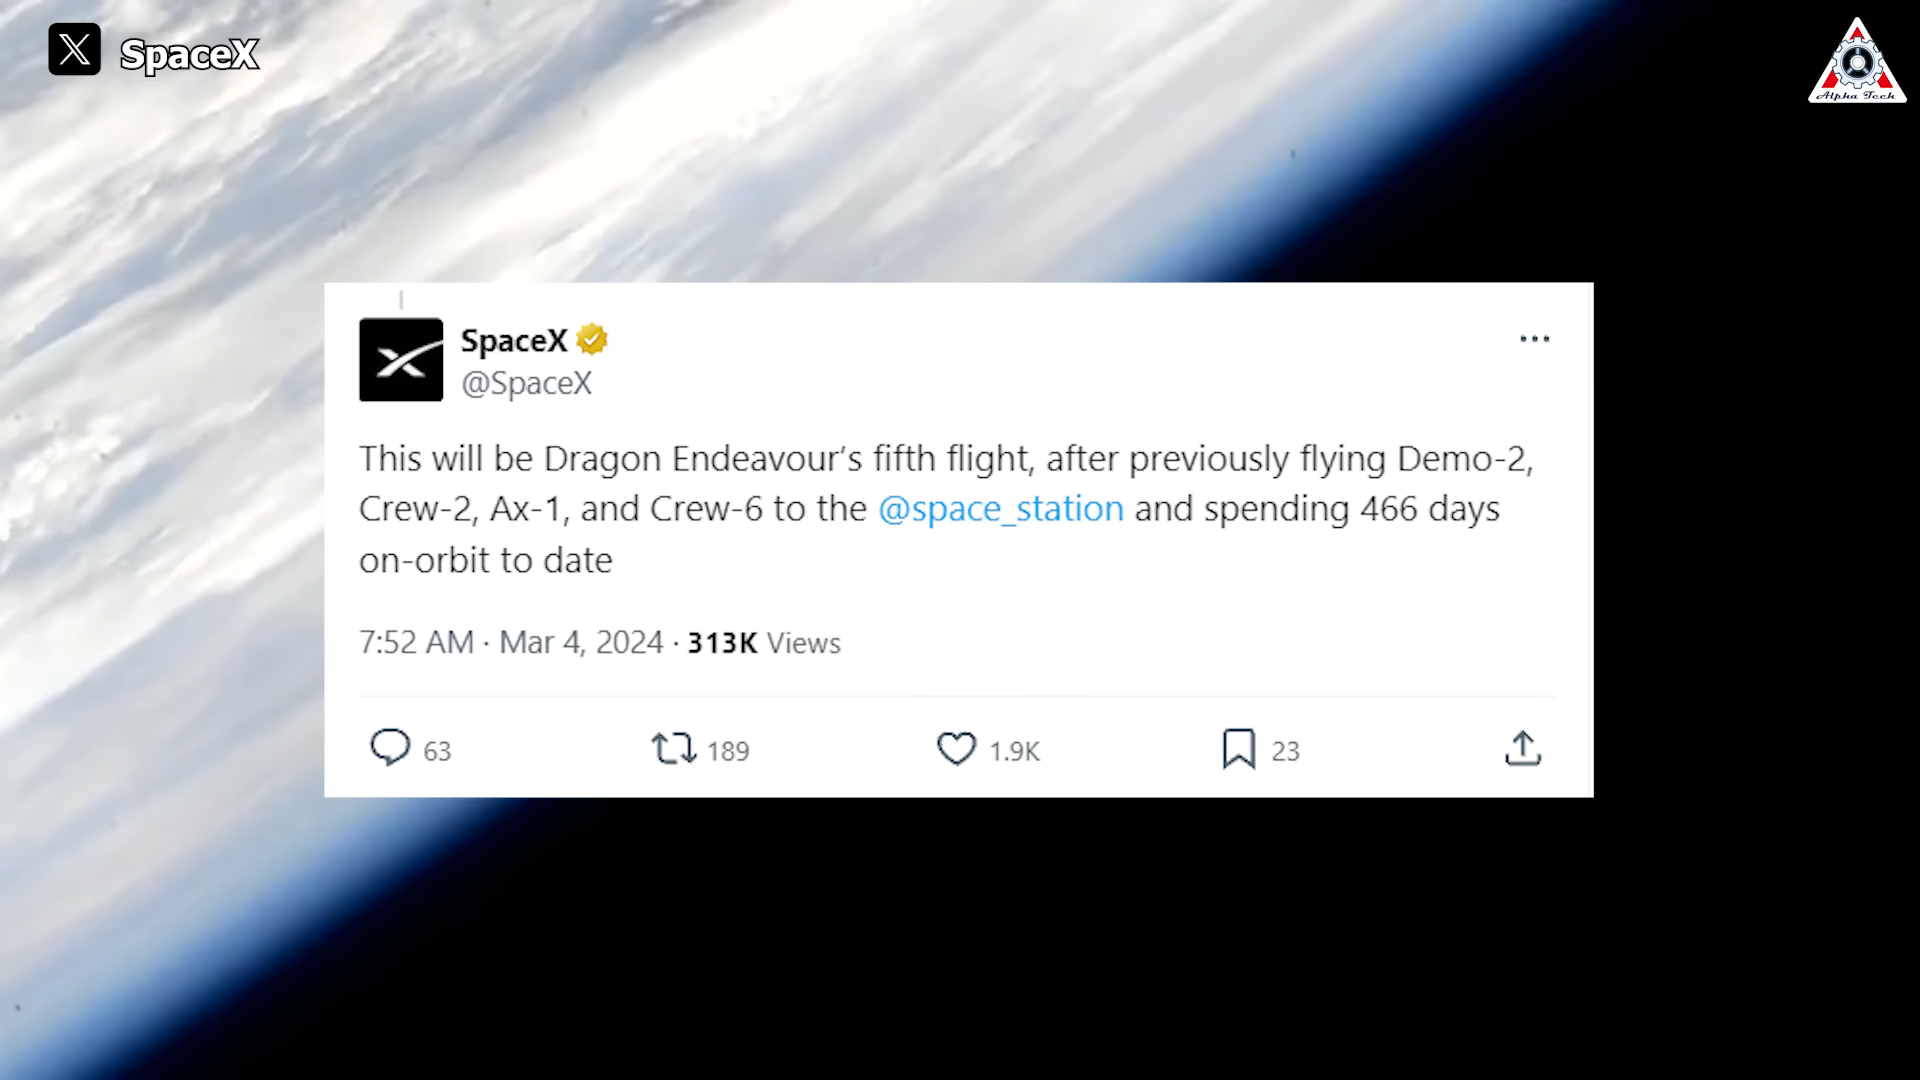 X SpaceX
Alpha Tech
SpaceX
@SpaceX
This will be Dragon Endeavour’s fifth flight, after previously flying Demo-2,
Crew-2, Ax-1, and Crew-6 to the @space_station and spending 466 days
on-orbit to date
7:52 AM · Mar 4, 2024 · 313K Views
63 189 1.9K 23